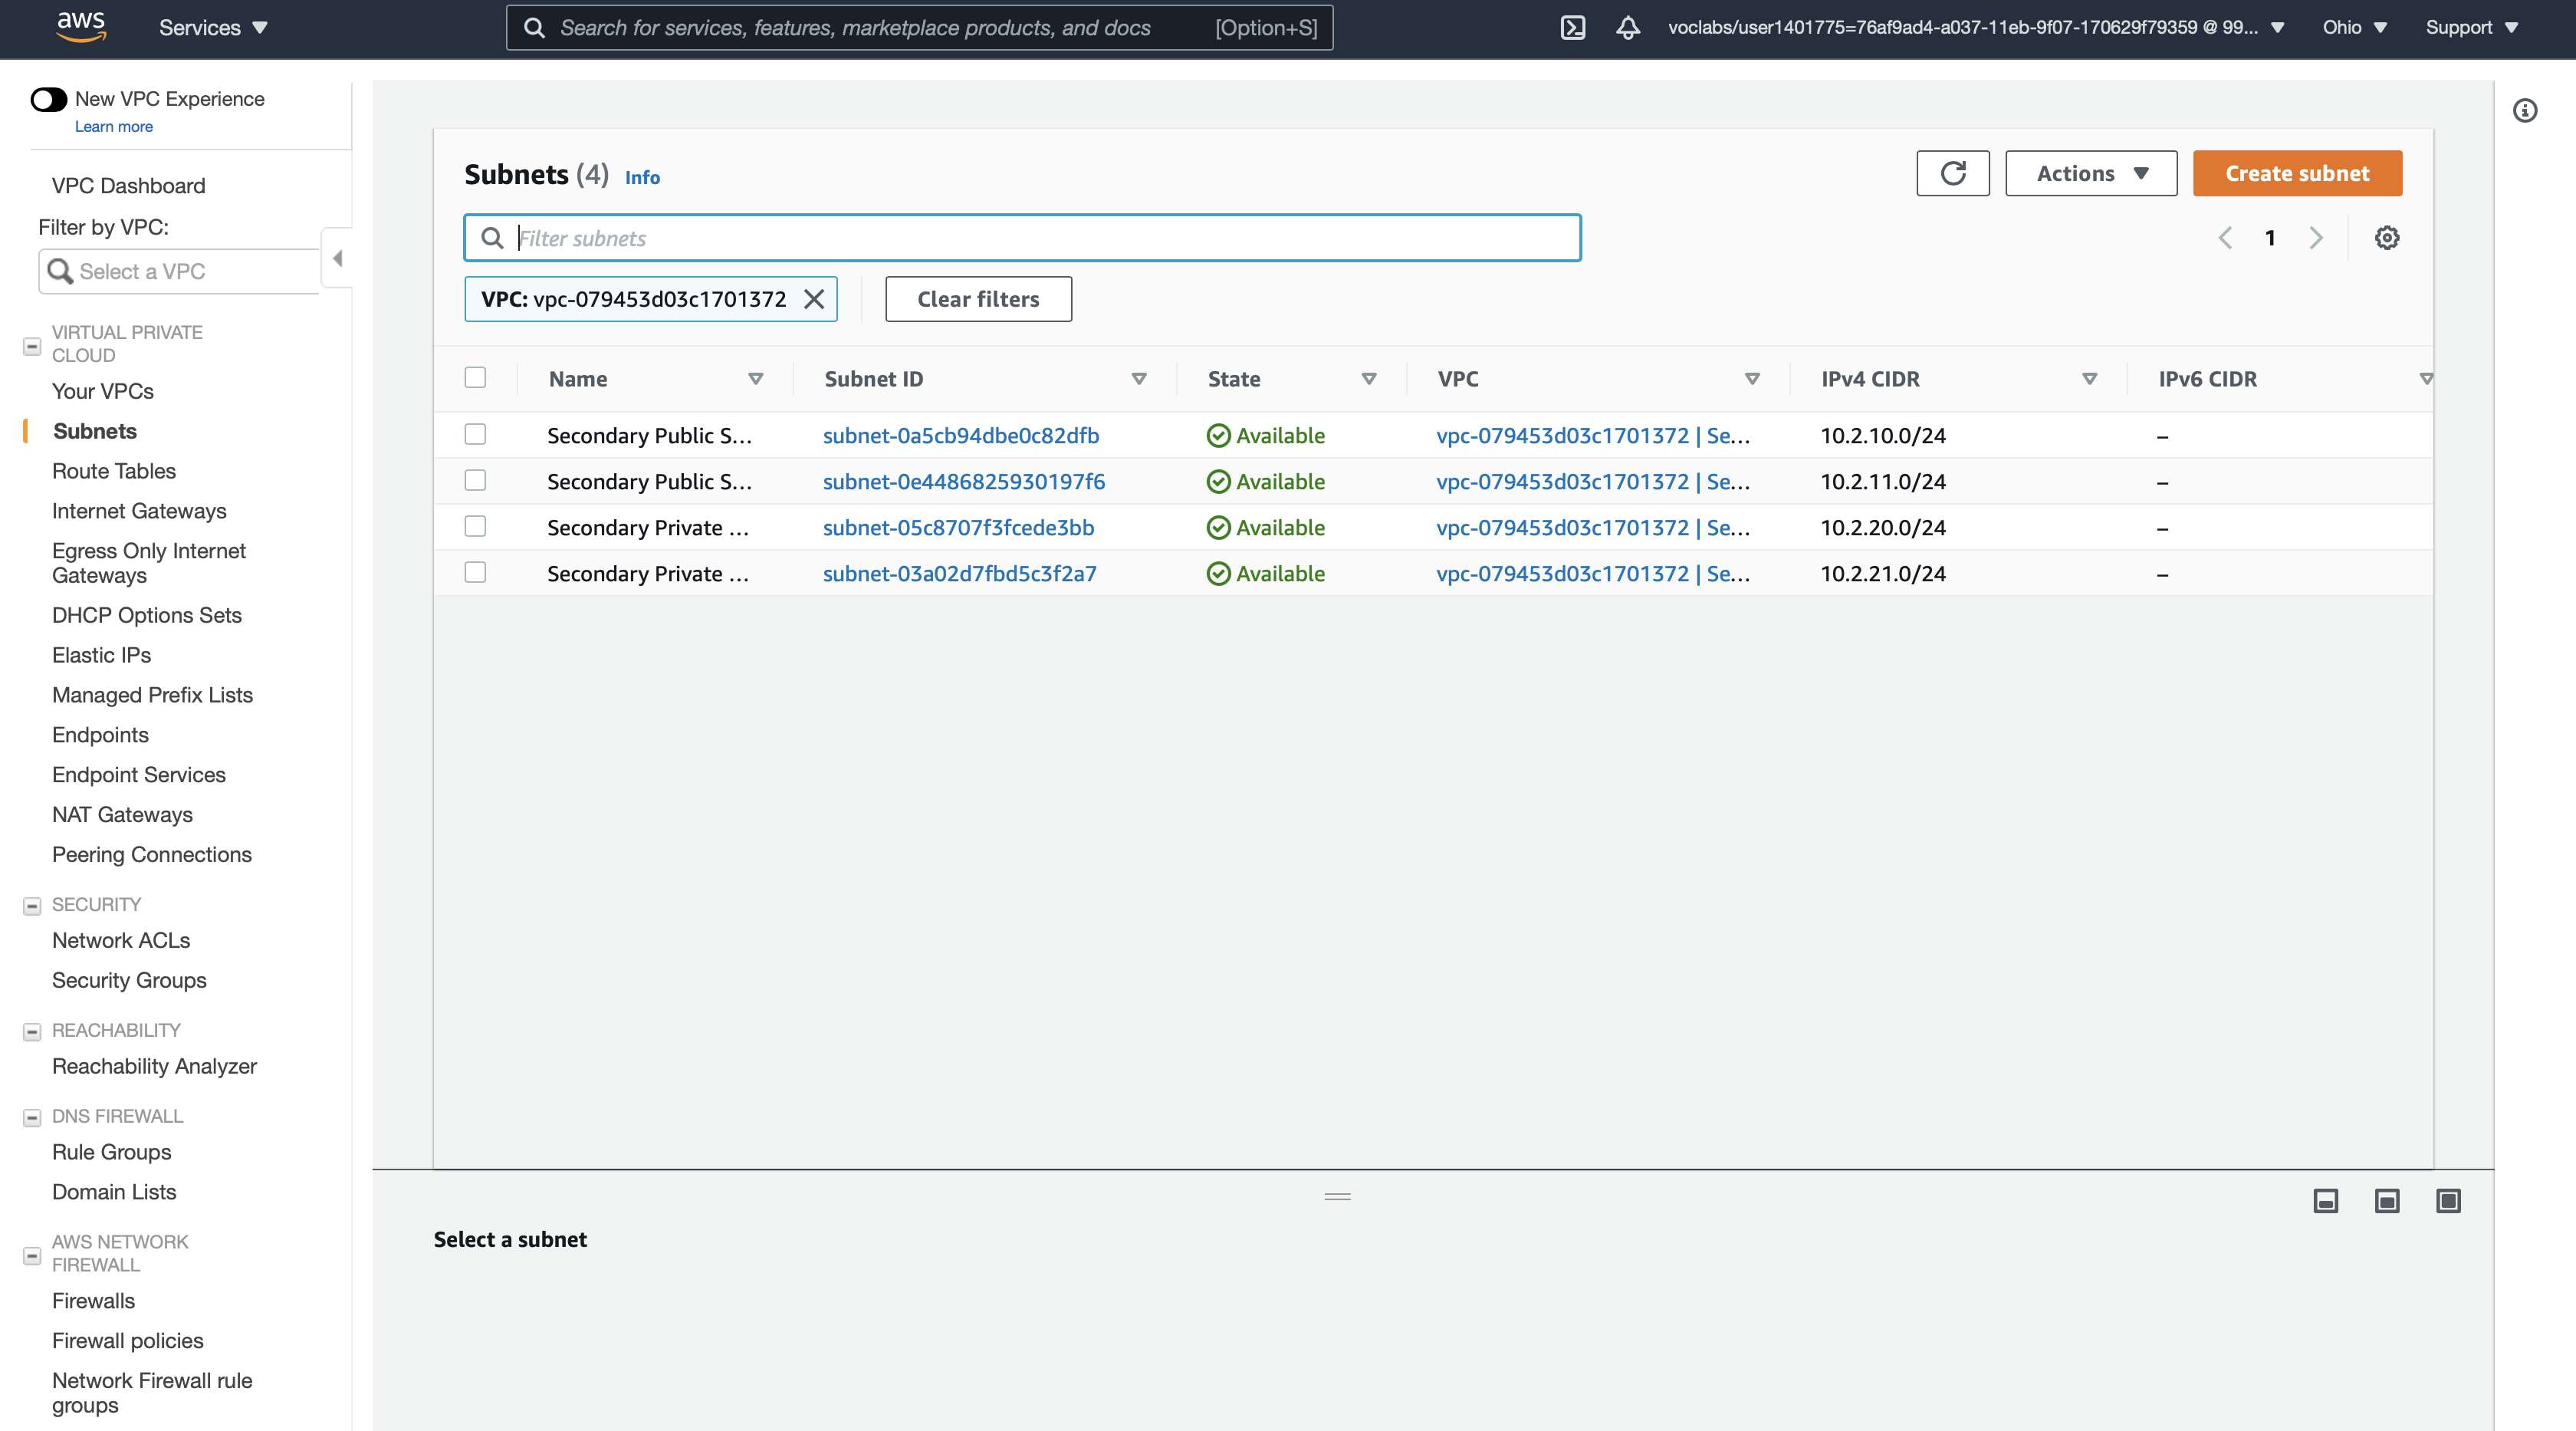 aws Services ▼ Search for services, features, marketplace products, and docs [Option+S] voclabs/user1401775=76af9ad4-a037-11eb-9f07-170629f79359 @ 99... ▼ Ohio ▼ Support ▼
New VPC Experience
Learn more
VPC Dashboard
Filter by VPC:
Select a VPC
VIRTUAL PRIVATE
CLOUD
Your VPCs
Subnets
Route Tables
Internet Gateways
Egress Only Internet
Gateways
DHCP Options Sets
Elastic IPs
Managed Prefix Lists
Endpoints
Endpoint Services
NAT Gateways
Peering Connections
SECURITY
Network ACLs
Security Groups
REACHABILITY
Reachability Analyzer
DNS FIREWALL
Rule Groups
Domain Lists
AWS NETWORK
FIREWALL
Firewalls
Firewall policies
Network Firewall rule
groups
Subnets (4) Info Actions ▼ Create subnet
Filter subnets 1
VPC: vpc-079453d03c1701372 Clear filters
Name Subnet ID State VPC IPv4 CIDR IPv6 CIDR
Secondary Public S... subnet-0a5cb94dbe0c82dfb Available vpc-079453d03c1701372 | Se... 10.2.10.0/24 –
Secondary Public S... subnet-0e4486825930197f6 Available vpc-079453d03c1701372 | Se... 10.2.11.0/24 –
Secondary Private ... subnet-05c8707f3fcede3bb Available vpc-079453d03c1701372 | Se... 10.2.20.0/24 –
Secondary Private ... subnet-03a02d7fbd5c3f2a7 Available vpc-079453d03c1701372 | Se... 10.2.21.0/24 –
Select a subnet